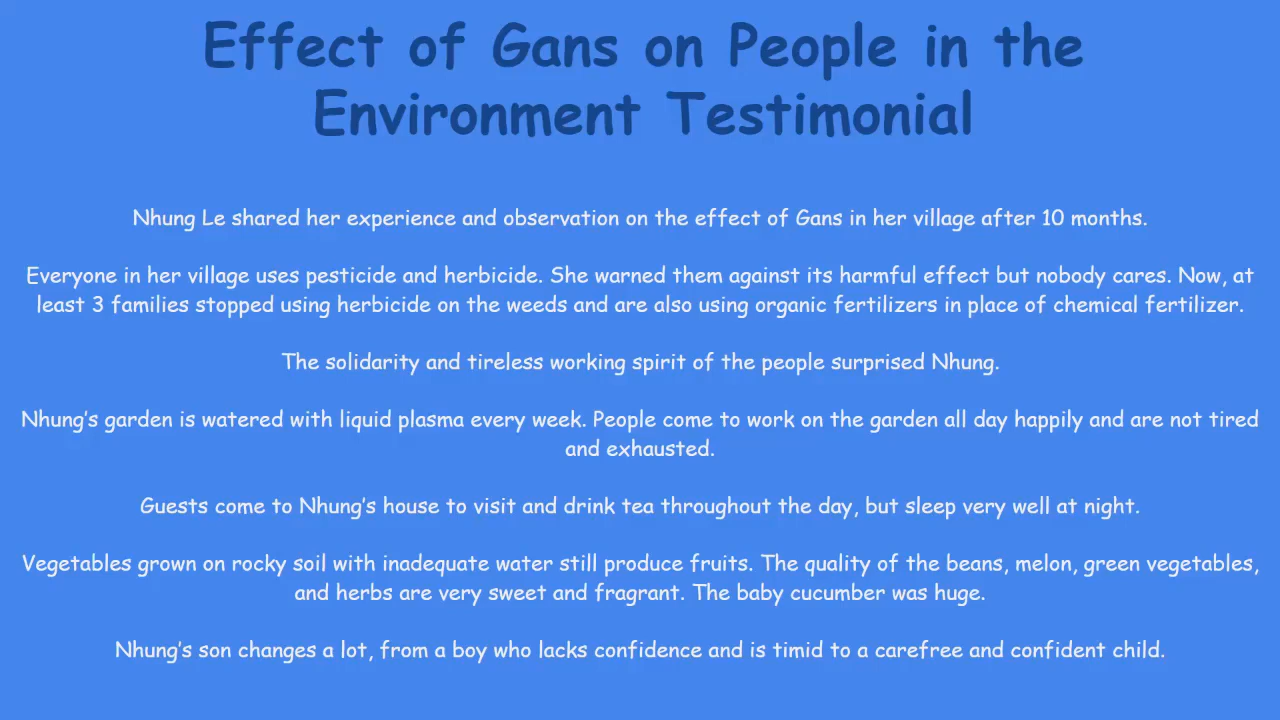 Effect of Gans on People in the
Environment Testimonial
Nhung Le shared her experience and observation on the effect of Gans in her village after 10 months.
Everyone in her village uses pesticide and herbicide. She warned them against its harmful effect but nobody cares. Now, at
least 3 families stopped using herbicide on the weeds and are also using organic fertilizers in place of chemical fertilizer.
The solidarity and tireless working spirit of the people surprised Nhung.
Nhung’s garden is watered with liquid plasma every week. People come to work on the garden all day happily and are not tired
and exhausted.
Guests come to Nhung’s house to visit and drink tea throughout the day, but sleep very well at night.
Vegetables grown on rocky soil with inadequate water still produce fruits. The quality of the beans, melon, green vegetables,
and herbs are very sweet and fragrant. The baby cucumber was huge.
Nhung’s son changes a lot, from a boy who lacks confidence and is timid to a carefree and confident child.